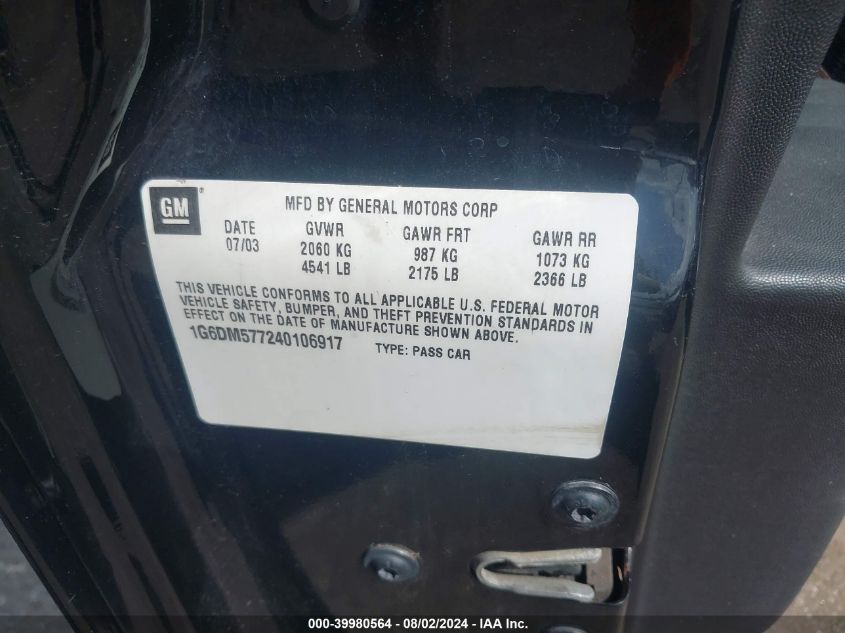 GM
MFD BY GENERAL MOTORS CORP
DATE GVWR GAWR FRT GAWR RR
07/03 2060 KG 987 KG 1073 KG
4541 LB 2175 LB 2366 LB
THIS VEHICLE CONFORMS TO ALL APPLICABLE U.S. FEDERAL MOTOR
VEHICLE SAFETY, BUMPER, AND THEFT PREVENTION STANDARDS IN
EFFECT ON THE DATE OF MANUFACTURE SHOWN ABOVE.
1G6DM577240106917 TYPE: PASS CAR
000-39980564 - 08/02/2024 - IAA Inc.